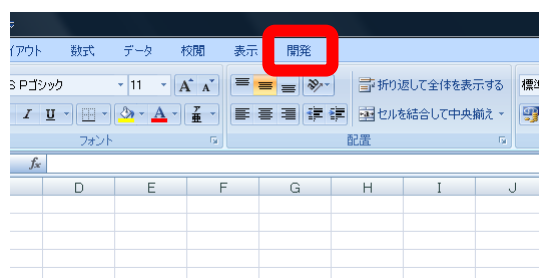 イアウト 数式 データ 校閲 表示 開発
S Pゴシック 11 A A 折り返して全体を表示する 標準
I U A ア亜 セルを結合して中央揃え
フォント 配置
fx
D E F G H I J